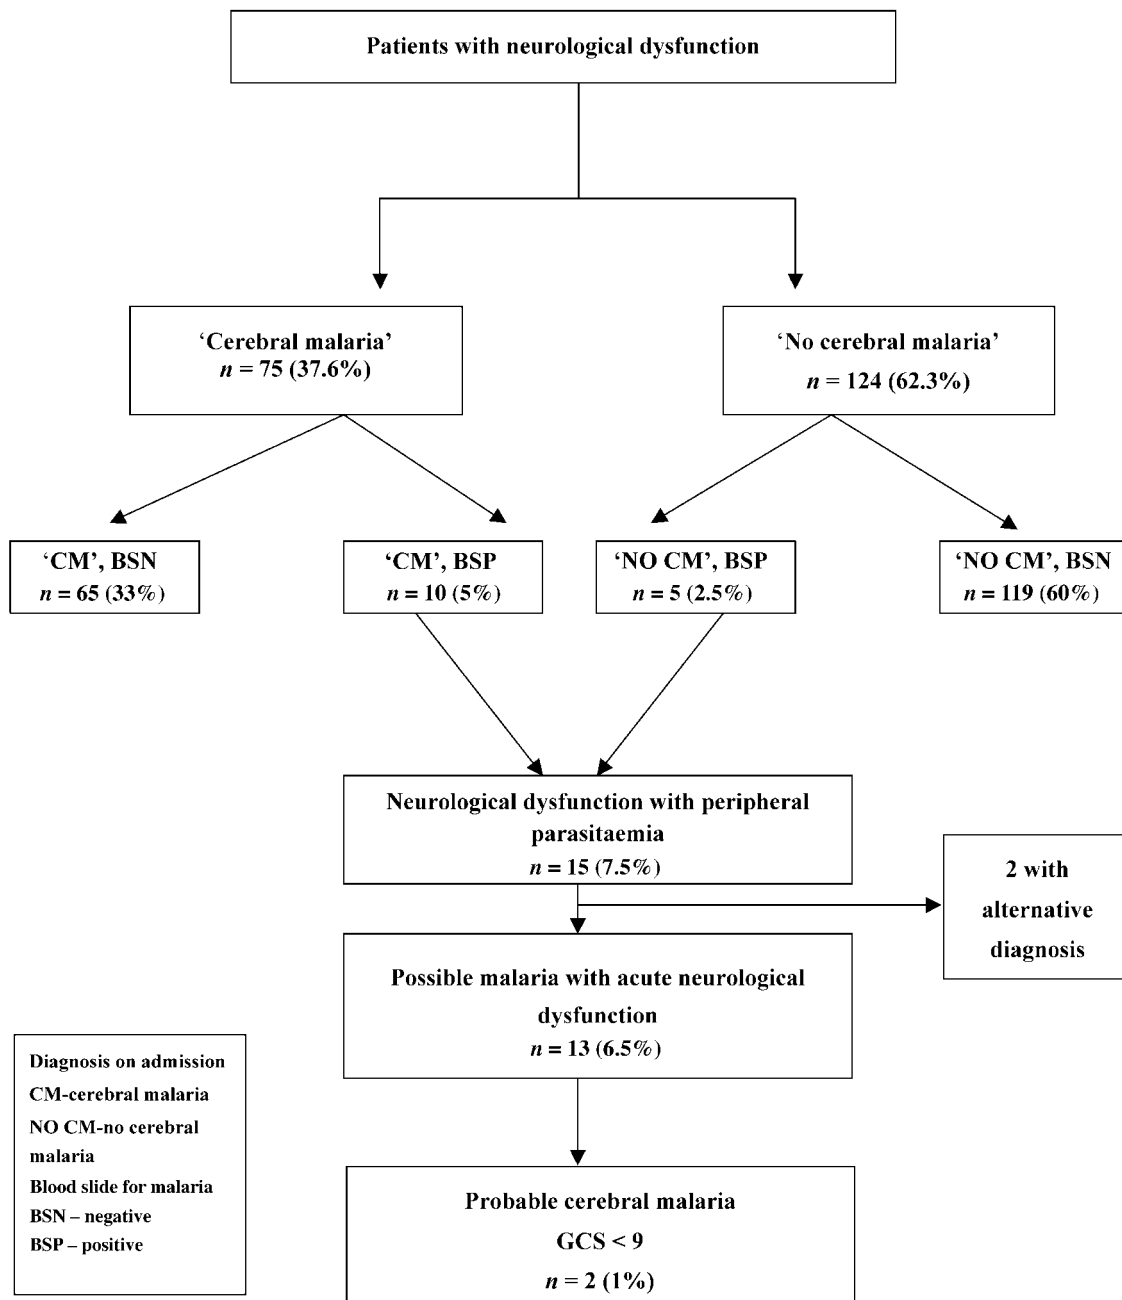 Patients with neurological dysfunction
‘Cerebral malaria’
n = 75 (37.6%)
‘No cerebral malaria’
n = 124 (62.3%)
‘CM’, BSN
n = 65 (33%)
‘CM’, BSP
n = 10 (5%)
‘NO CM’, BSP
n = 5 (2.5%)
‘NO CM’, BSN
n = 119 (60%)
Neurological dysfunction with peripheral
parasitaemia
n = 15 (7.5%)
2 with
alternative
diagnosis
Possible malaria with acute neurological
dysfunction
n = 13 (6.5%)
Diagnosis on admission
CM-cerebral malaria
NO CM-no cerebral
malaria
Blood slide for malaria
BSN – negative
BSP – positive
Probable cerebral malaria
GCS < 9
n = 2 (1%)